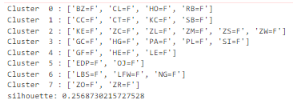 Cluster  0 : ['BZ=F', 'CL=F', 'HO=F', 'RB=F']
Cluster  1 : ['CC=F', 'CT=F', 'KC=F', 'SB=F']
Cluster  2 : ['KE=F', 'ZC=F', 'ZL=F', 'ZM=F', 'ZS=F', 'ZW=F']
Cluster  3 : ['GC=F', 'HG=F', 'PA=F', 'PL=F', 'SI=F']
Cluster  4 : ['GF=F', 'HE=F', 'LE=F']
Cluster  5 : ['EDP=F', 'OJ=F']
Cluster  6 : ['LBS=F', 'LFW=F', 'NG=F']
Cluster  7 : ['ZO=F', 'ZR=F']
silhouette: 0.2568730215727528